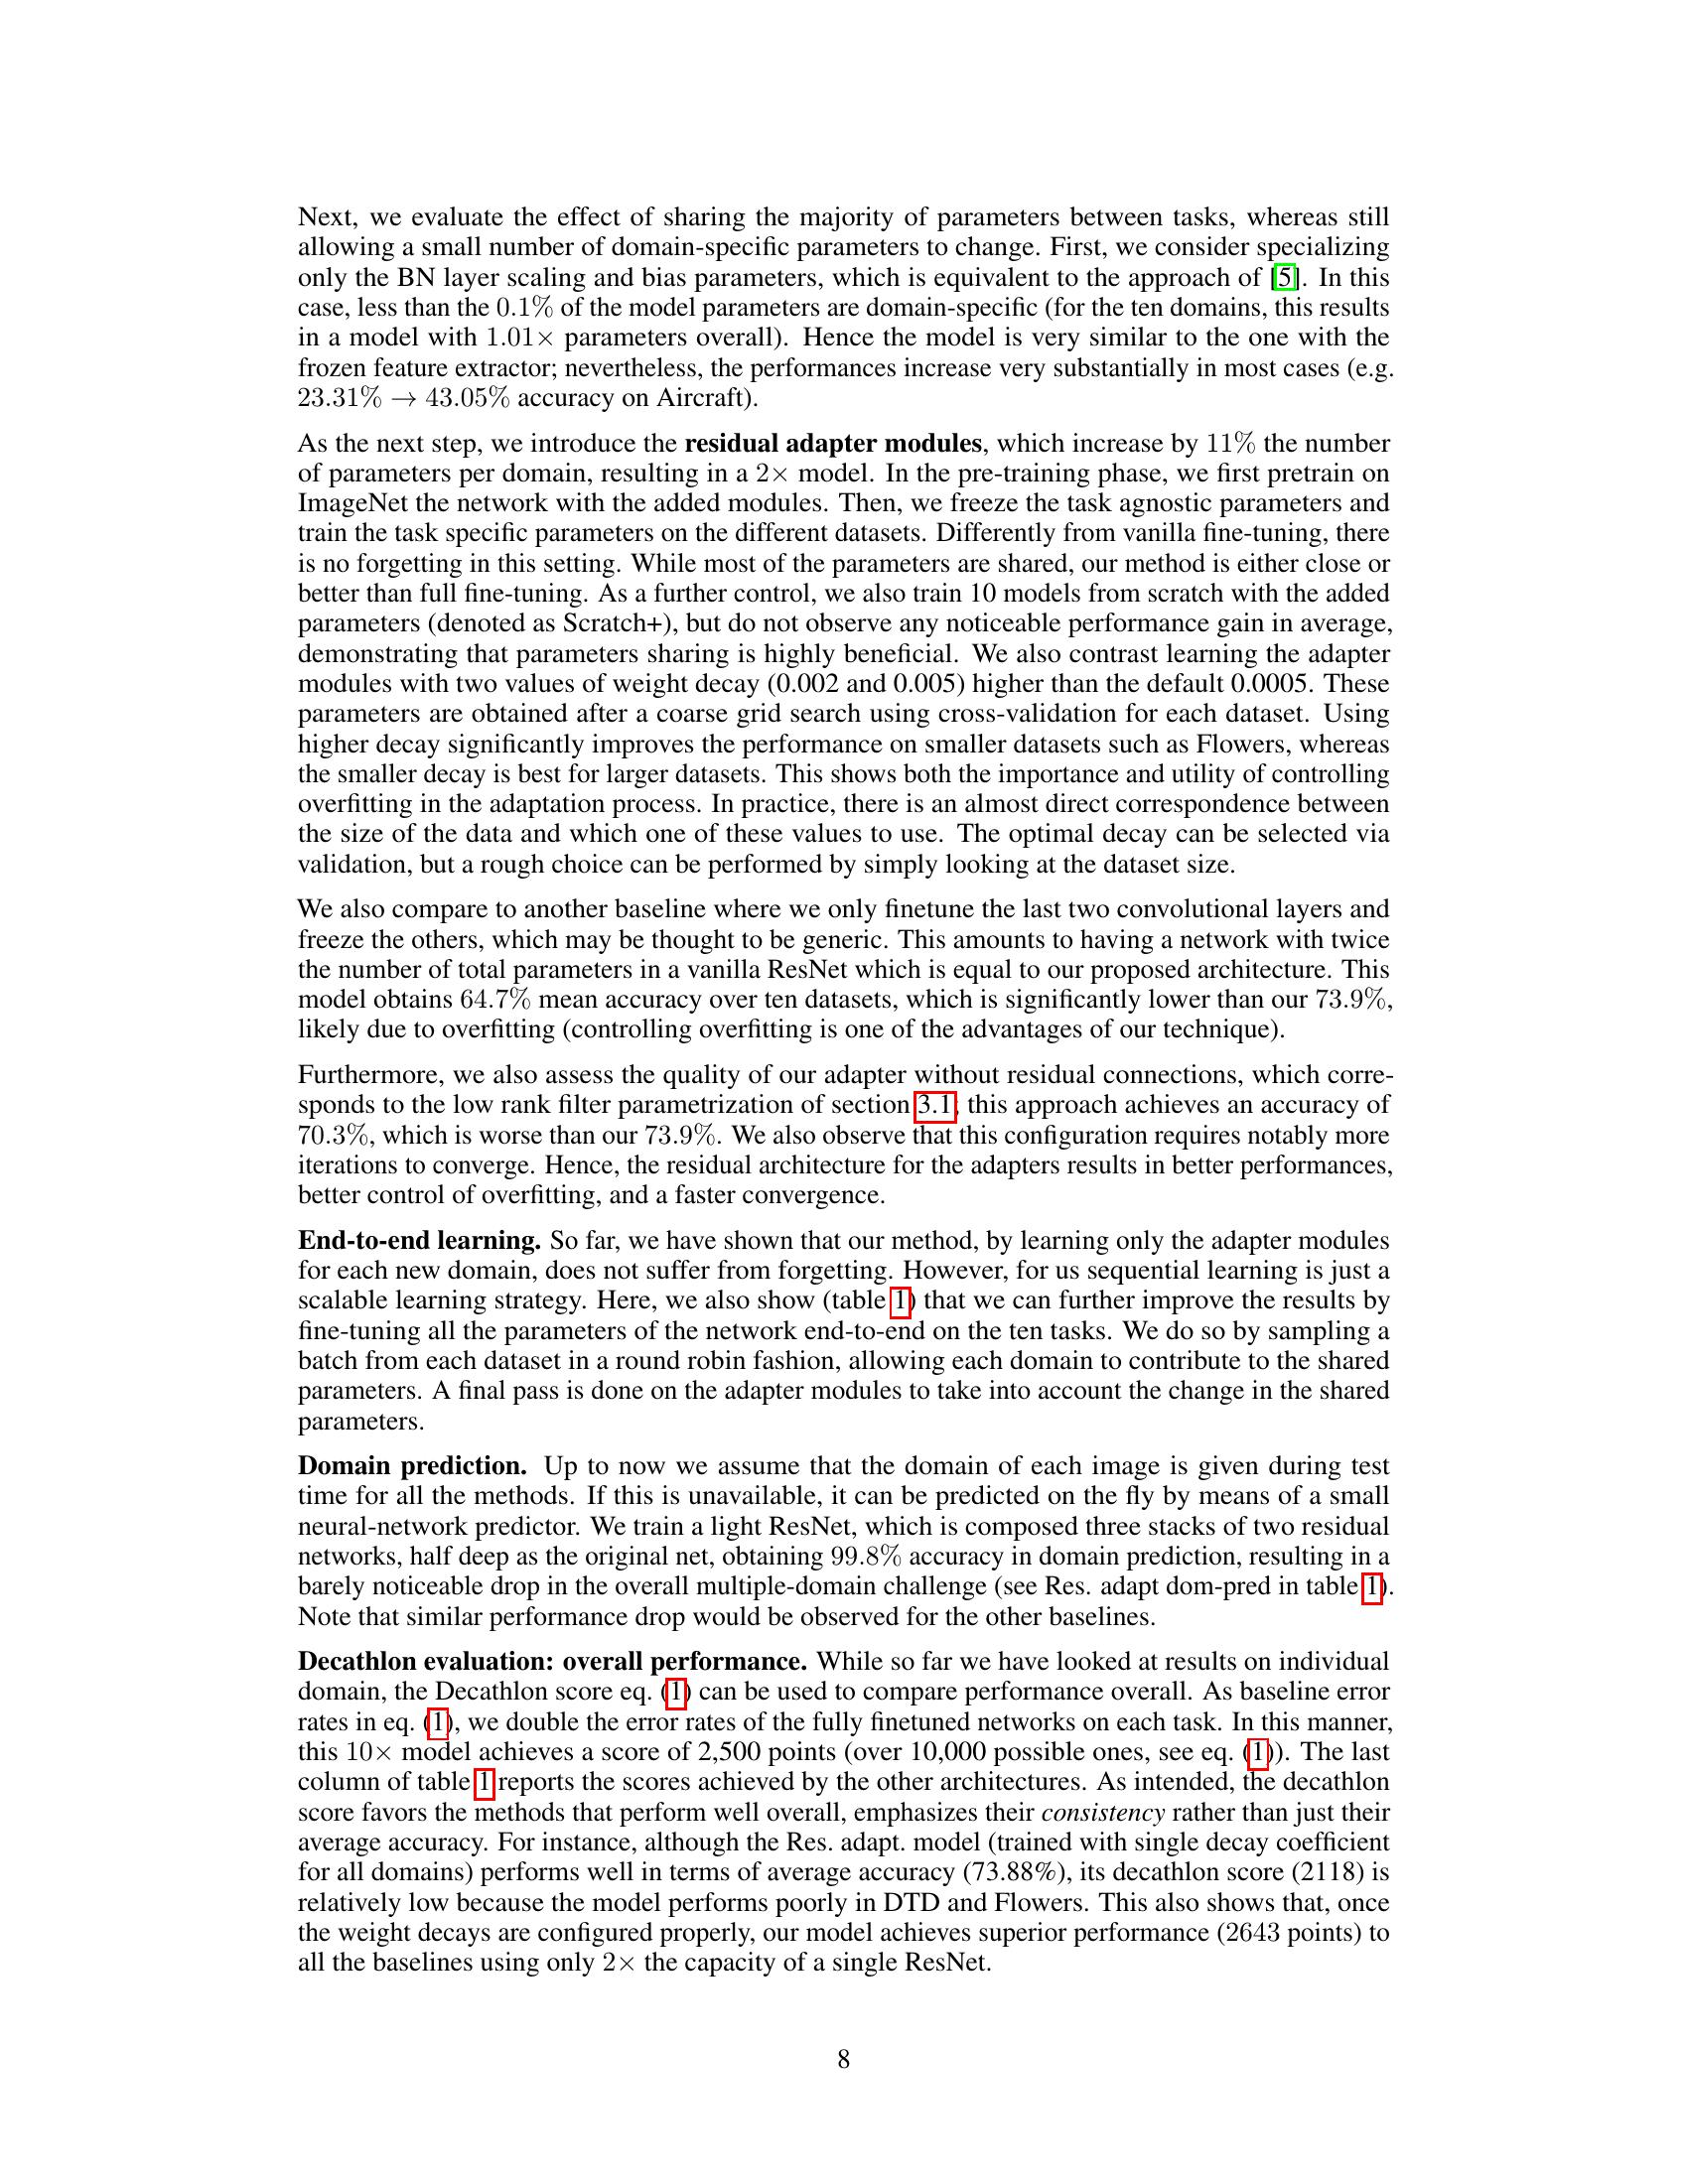 Next, we evaluate the effect of sharing the majority of parameters between tasks, whereas still
allowing a small number of domain-specific parameters to change. First, we consider specializing
only the BN layer scaling and bias parameters, which is equivalent to the approach of [5]. In this
case, less than the 0.1% of the model parameters are domain-specific (for the ten domains, this results
in a model with 1.01× parameters overall). Hence the model is very similar to the one with the
frozen feature extractor; nevertheless, the performances increase very substantially in most cases (e.g.
23.31% → 43.05% accuracy on Aircraft).
As the next step, we introduce the residual adapter modules, which increase by 11% the number
of parameters per domain, resulting in a 2× model. In the pre-training phase, we first pretrain on
ImageNet the network with the added modules. Then, we freeze the task agnostic parameters and
train the task specific parameters on the different datasets. Differently from vanilla fine-tuning, there
is no forgetting in this setting. While most of the parameters are shared, our method is either close or
better than full fine-tuning. As a further control, we also train 10 models from scratch with the added
parameters (denoted as Scratch+), but do not observe any noticeable performance gain in average,
demonstrating that parameters sharing is highly beneficial. We also contrast learning the adapter
modules with two values of weight decay (0.002 and 0.005) higher than the default 0.0005. These
parameters are obtained after a coarse grid search using cross-validation for each dataset. Using
higher decay significantly improves the performance on smaller datasets such as Flowers, whereas
the smaller decay is best for larger datasets. This shows both the importance and utility of controlling
overfitting in the adaptation process. In practice, there is an almost direct correspondence between
the size of the data and which one of these values to use. The optimal decay can be selected via
validation, but a rough choice can be performed by simply looking at the dataset size.
We also compare to another baseline where we only finetune the last two convolutional layers and
freeze the others, which may be thought to be generic. This amounts to having a network with twice
the number of total parameters in a vanilla ResNet which is equal to our proposed architecture. This
model obtains 64.7% mean accuracy over ten datasets, which is significantly lower than our 73.9%,
likely due to overfitting (controlling overfitting is one of the advantages of our technique).
Furthermore, we also assess the quality of our adapter without residual connections, which corre-
sponds to the low rank filter parametrization of section 3.1; this approach achieves an accuracy of
70.3%, which is worse than our 73.9%. We also observe that this configuration requires notably more
iterations to converge. Hence, the residual architecture for the adapters results in better performances,
better control of overfitting, and a faster convergence.
End-to-end learning. So far, we have shown that our method, by learning only the adapter modules
for each new domain, does not suffer from forgetting. However, for us sequential learning is just a
scalable learning strategy. Here, we also show (table 1) that we can further improve the results by
fine-tuning all the parameters of the network end-to-end on the ten tasks. We do so by sampling a
batch from each dataset in a round robin fashion, allowing each domain to contribute to the shared
parameters. A final pass is done on the adapter modules to take into account the change in the shared
parameters.
Domain prediction. Up to now we assume that the domain of each image is given during test
time for all the methods. If this is unavailable, it can be predicted on the fly by means of a small
neural-network predictor. We train a light ResNet, which is composed three stacks of two residual
networks, half deep as the original net, obtaining 99.8% accuracy in domain prediction, resulting in a
barely noticeable drop in the overall multiple-domain challenge (see Res. adapt dom-pred in table 1).
Note that similar performance drop would be observed for the other baselines.
Decathlon evaluation: overall performance. While so far we have looked at results on individual
domain, the Decathlon score eq. (1) can be used to compare performance overall. As baseline error
rates in eq. (1), we double the error rates of the fully finetuned networks on each task. In this manner,
this 10× model achieves a score of 2,500 points (over 10,000 possible ones, see eq. (1)). The last
column of table 1 reports the scores achieved by the other architectures. As intended, the decathlon
score favors the methods that perform well overall, emphasizes their consistency rather than just their
average accuracy. For instance, although the Res. adapt. model (trained with single decay coefficient
for all domains) performs well in terms of average accuracy (73.88%), its decathlon score (2118) is
relatively low because the model performs poorly in DTD and Flowers. This also shows that, once
the weight decays are configured properly, our model achieves superior performance (2643 points) to
all the baselines using only 2× the capacity of a single ResNet.
8